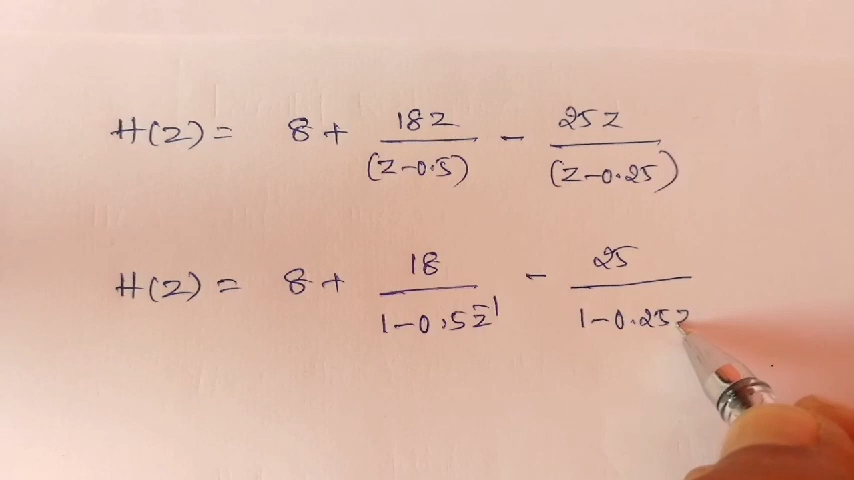 H(z) = 8 + 18z/(z-0.5) - 25z/(z-0.25)
H(z) = 8 + 18/(1-0.5z⁻¹) - 25/(1-0.25z